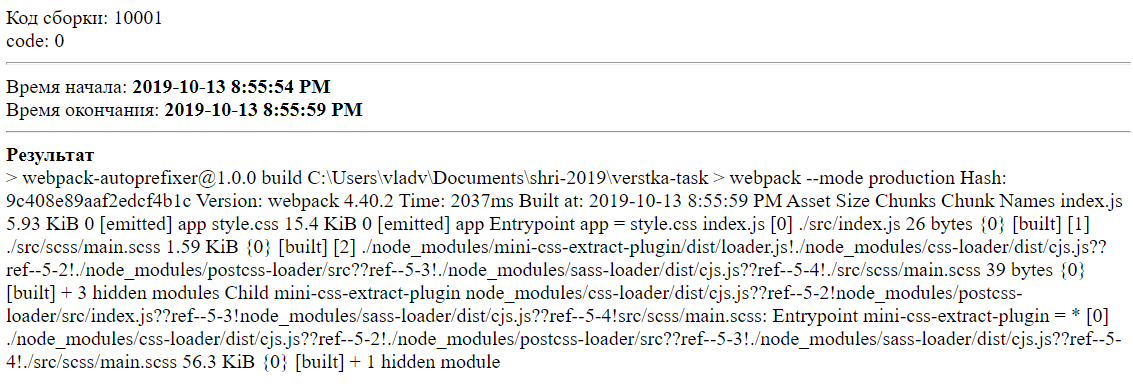 Код сборки: 10001
code: 0
Время начала: 2019-10-13 8:55:54 PM
Время окончания: 2019-10-13 8:55:59 PM
Результат
> webpack-autoprefixer@1.0.0 build C:\Users\vladv\Documents\shri-2019\verstka-task > webpack --mode production Hash:
9c408e89aaf2edcf4b1c Version: webpack 4.40.2 Time: 2037ms Built at: 2019-10-13 8:55:59 PM Asset Size Chunks Chunk Names index.js
5.93 KiB 0 [emitted] app style.css 15.4 KiB 0 [emitted] app Entrypoint app = style.css index.js [0] ./src/index.js 26 bytes {0} [built] [1]
./src/scss/main.scss 1.59 KiB {0} [built] [2] ./node_modules/mini-css-extract-plugin/dist/loader.js!./node_modules/css-loader/dist/cjs.js??
ref--5-2!./node_modules/postcss-loader/src??ref--5-3!./node_modules/sass-loader/dist/cjs.js??ref--5-4!./src/scss/main.scss 39 bytes {0}
[built] + 3 hidden modules Child mini-css-extract-plugin node_modules/css-loader/dist/cjs.js??ref--5-2!node_modules/postcss-
loader/src/index.js??ref--5-3!node_modules/sass-loader/dist/cjs.js??ref--5-4!src/scss/main.scss: Entrypoint mini-css-extract-plugin = * [0]
./node_modules/css-loader/dist/cjs.js??ref--5-2!./node_modules/postcss-loader/src??ref--5-3!./node_modules/sass-loader/dist/cjs.js??ref--5-
4!./src/scss/main.scss 56.3 KiB {0} [built] + 1 hidden module